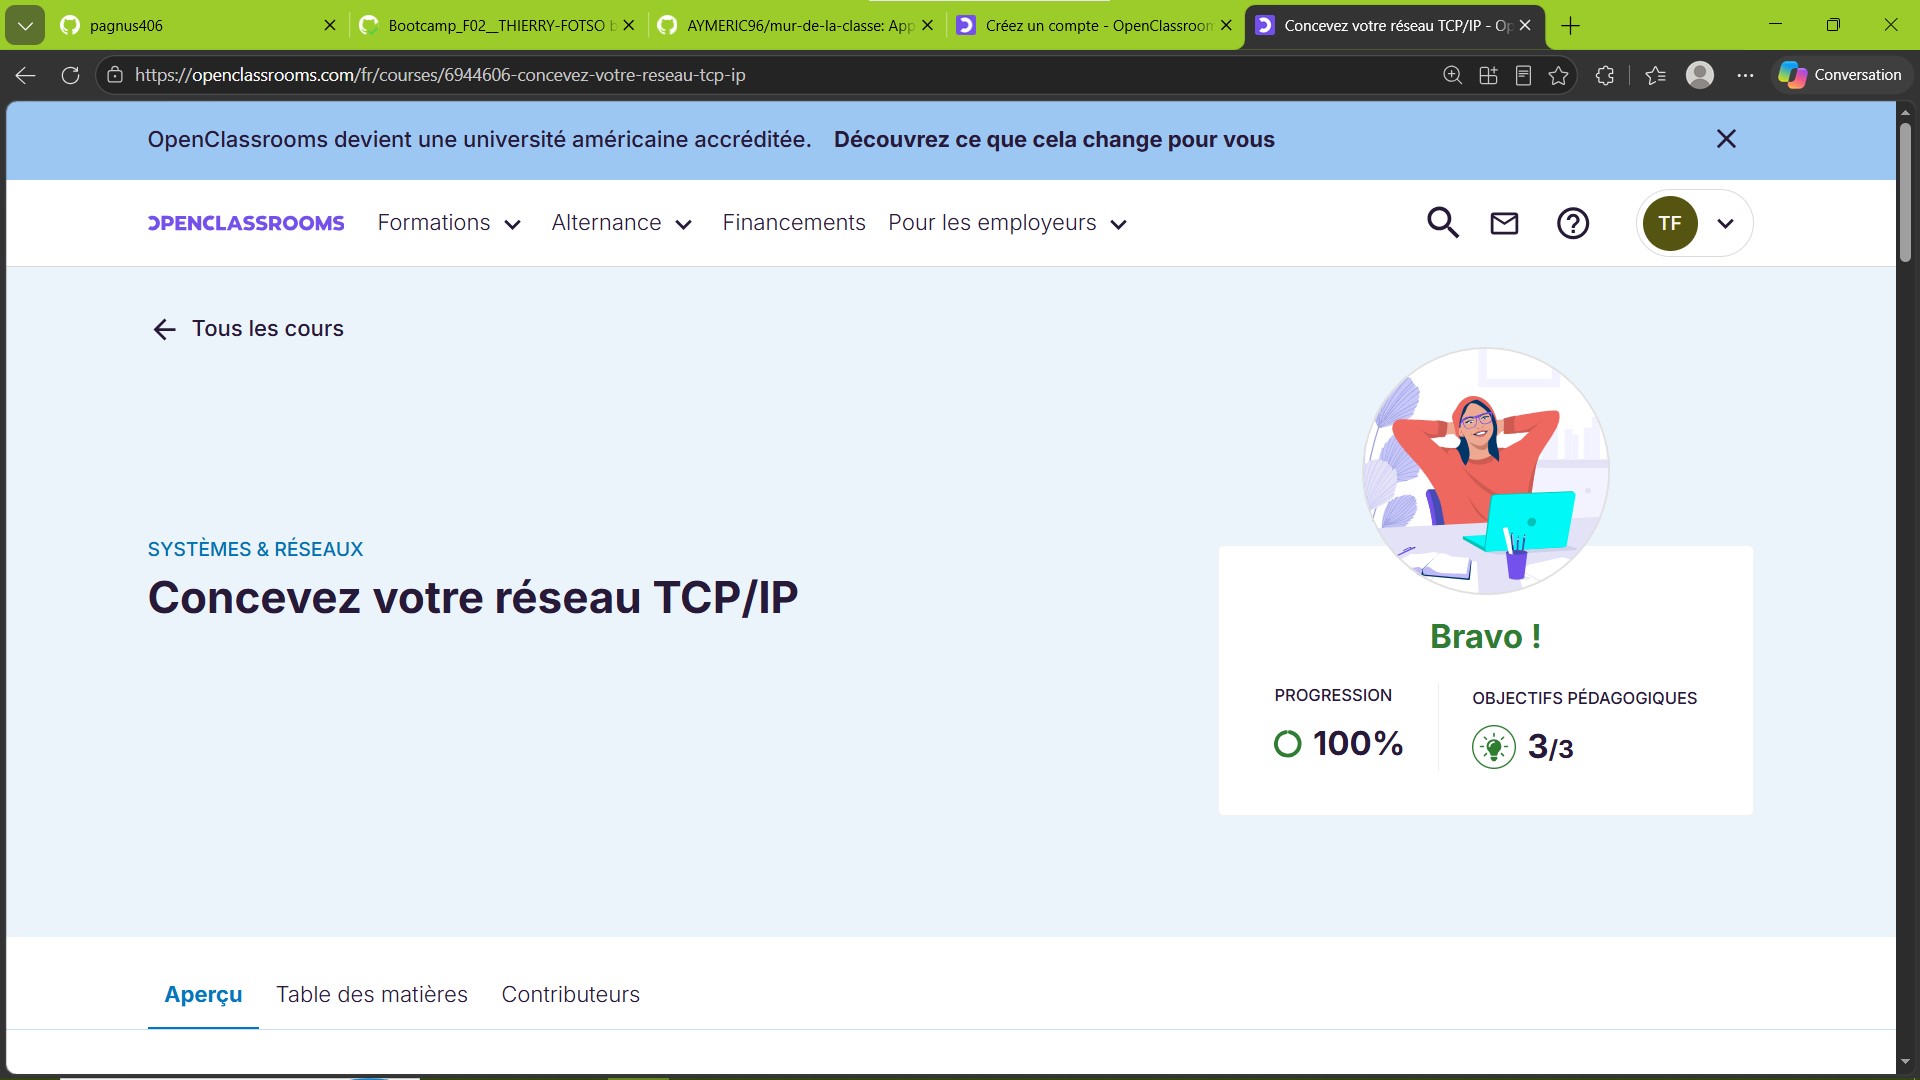 pagnus406
Bootcamp_F02__THIERRY-FOTSO b
AYMERIC96/mur-de-la-classe: App
Créez un compte - OpenClassroom
Concevez votre réseau TCP/IP - Op
https://openclassrooms.com/fr/courses/6944606-concevez-votre-reseau-tcp-ip
Conversation
OpenClassrooms devient une université américaine accréditée. Découvrez ce que cela change pour vous
OPENCLASSROOMS
Formations
Alternance
Financements
Pour les employeurs
TF
Tous les cours
SYSTÈMES & RÉSEAUX
Concevez votre réseau TCP/IP
Bravo !
PROGRESSION
100%
OBJECTIFS PÉDAGOGIQUES
3/3
Aperçu
Table des matières
Contributeurs